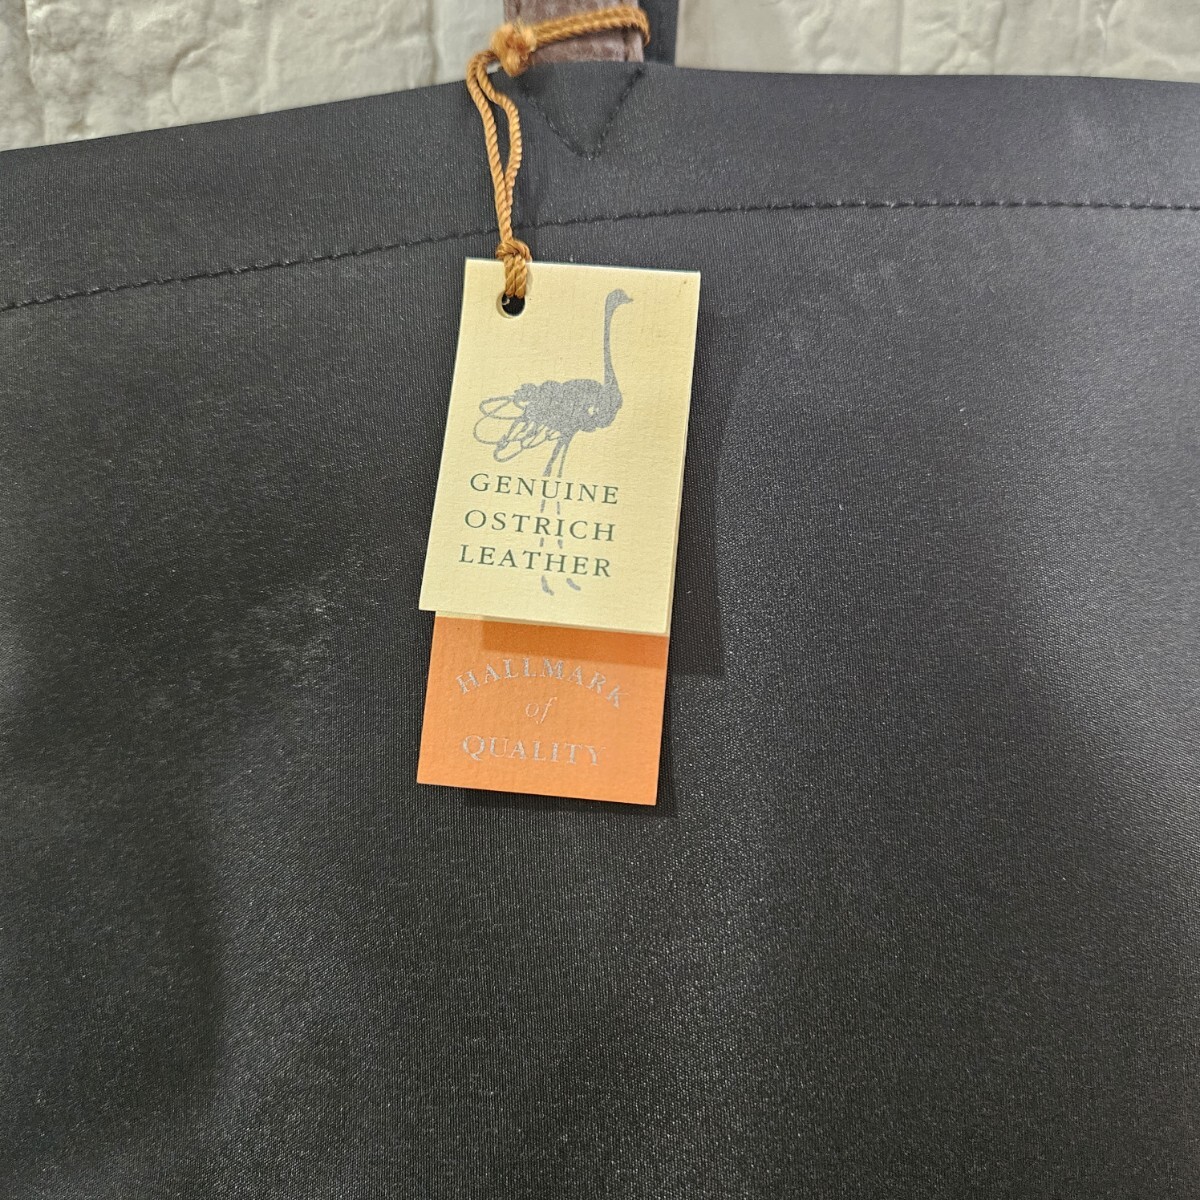 GENUINE
OSTRICH
LEATHER
HALLMARK
of
QUALITY